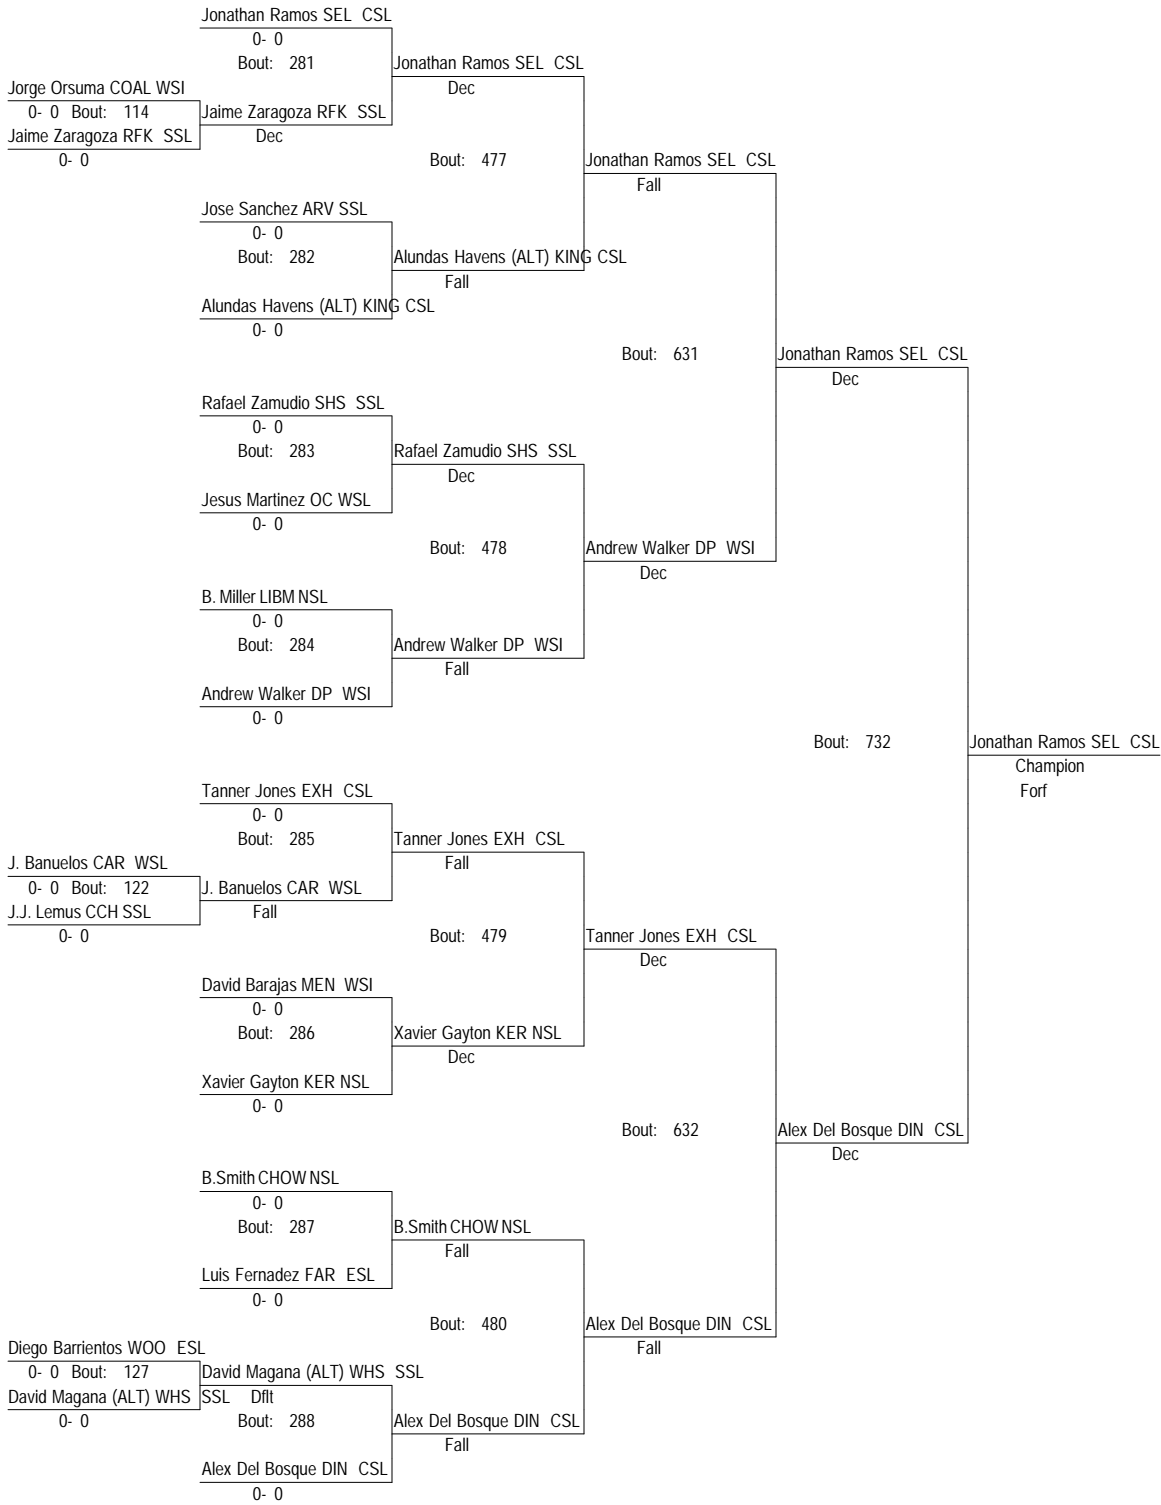 Jonathan Ramos SEL CSL
0- 0
Bout: 281
Jonathan Ramos SEL CSL
Dec
Jorge Orsuma COAL WSI
0- 0 Bout: 114
Jaime Zaragoza RFK SSL
Dec
Jaime Zaragoza RFK SSL
0- 0
Bout: 477
Jonathan Ramos SEL CSL
Fall
Jose Sanchez ARV SSL
0- 0
Bout: 282
Alundas Havens (ALT) KING CSL
Fall
Alundas Havens (ALT) KING CSL
0- 0
Bout: 631
Jonathan Ramos SEL CSL
Dec
Rafael Zamudio SHS SSL
0- 0
Bout: 283
Rafael Zamudio SHS SSL
Dec
Jesus Martinez OC WSL
0- 0
Bout: 478
Andrew Walker DP WSI
Dec
B. Miller LIBM NSL
0- 0
Bout: 284
Andrew Walker DP WSI
Fall
Andrew Walker DP WSI
0- 0
Bout: 732
Jonathan Ramos SEL CSL
Champion
Forf
Tanner Jones EXH CSL
0- 0
Bout: 285
Tanner Jones EXH CSL
Fall
J. Banuelos CAR WSL
0- 0 Bout: 122
J. Banuelos CAR WSL
Fall
J.J. Lemus CCH SSL
0- 0
Bout: 479
Tanner Jones EXH CSL
Dec
David Barajas MEN WSI
0- 0
Bout: 286
Xavier Gayton KER NSL
Dec
Xavier Gayton KER NSL
0- 0
Bout: 632
Alex Del Bosque DIN CSL
Dec
B.Smith CHOW NSL
0- 0
Bout: 287
B.Smith CHOW NSL
Fall
Luis Fernadez FAR ESL
0- 0
Bout: 480
Alex Del Bosque DIN CSL
Fall
Diego Barrientos WOO ESL
0- 0 Bout: 127
David Magana (ALT) WHS SSL
Dflt
David Magana (ALT) WHS SSL
0- 0
Bout: 288
Alex Del Bosque DIN CSL
Fall
Alex Del Bosque DIN CSL
0- 0